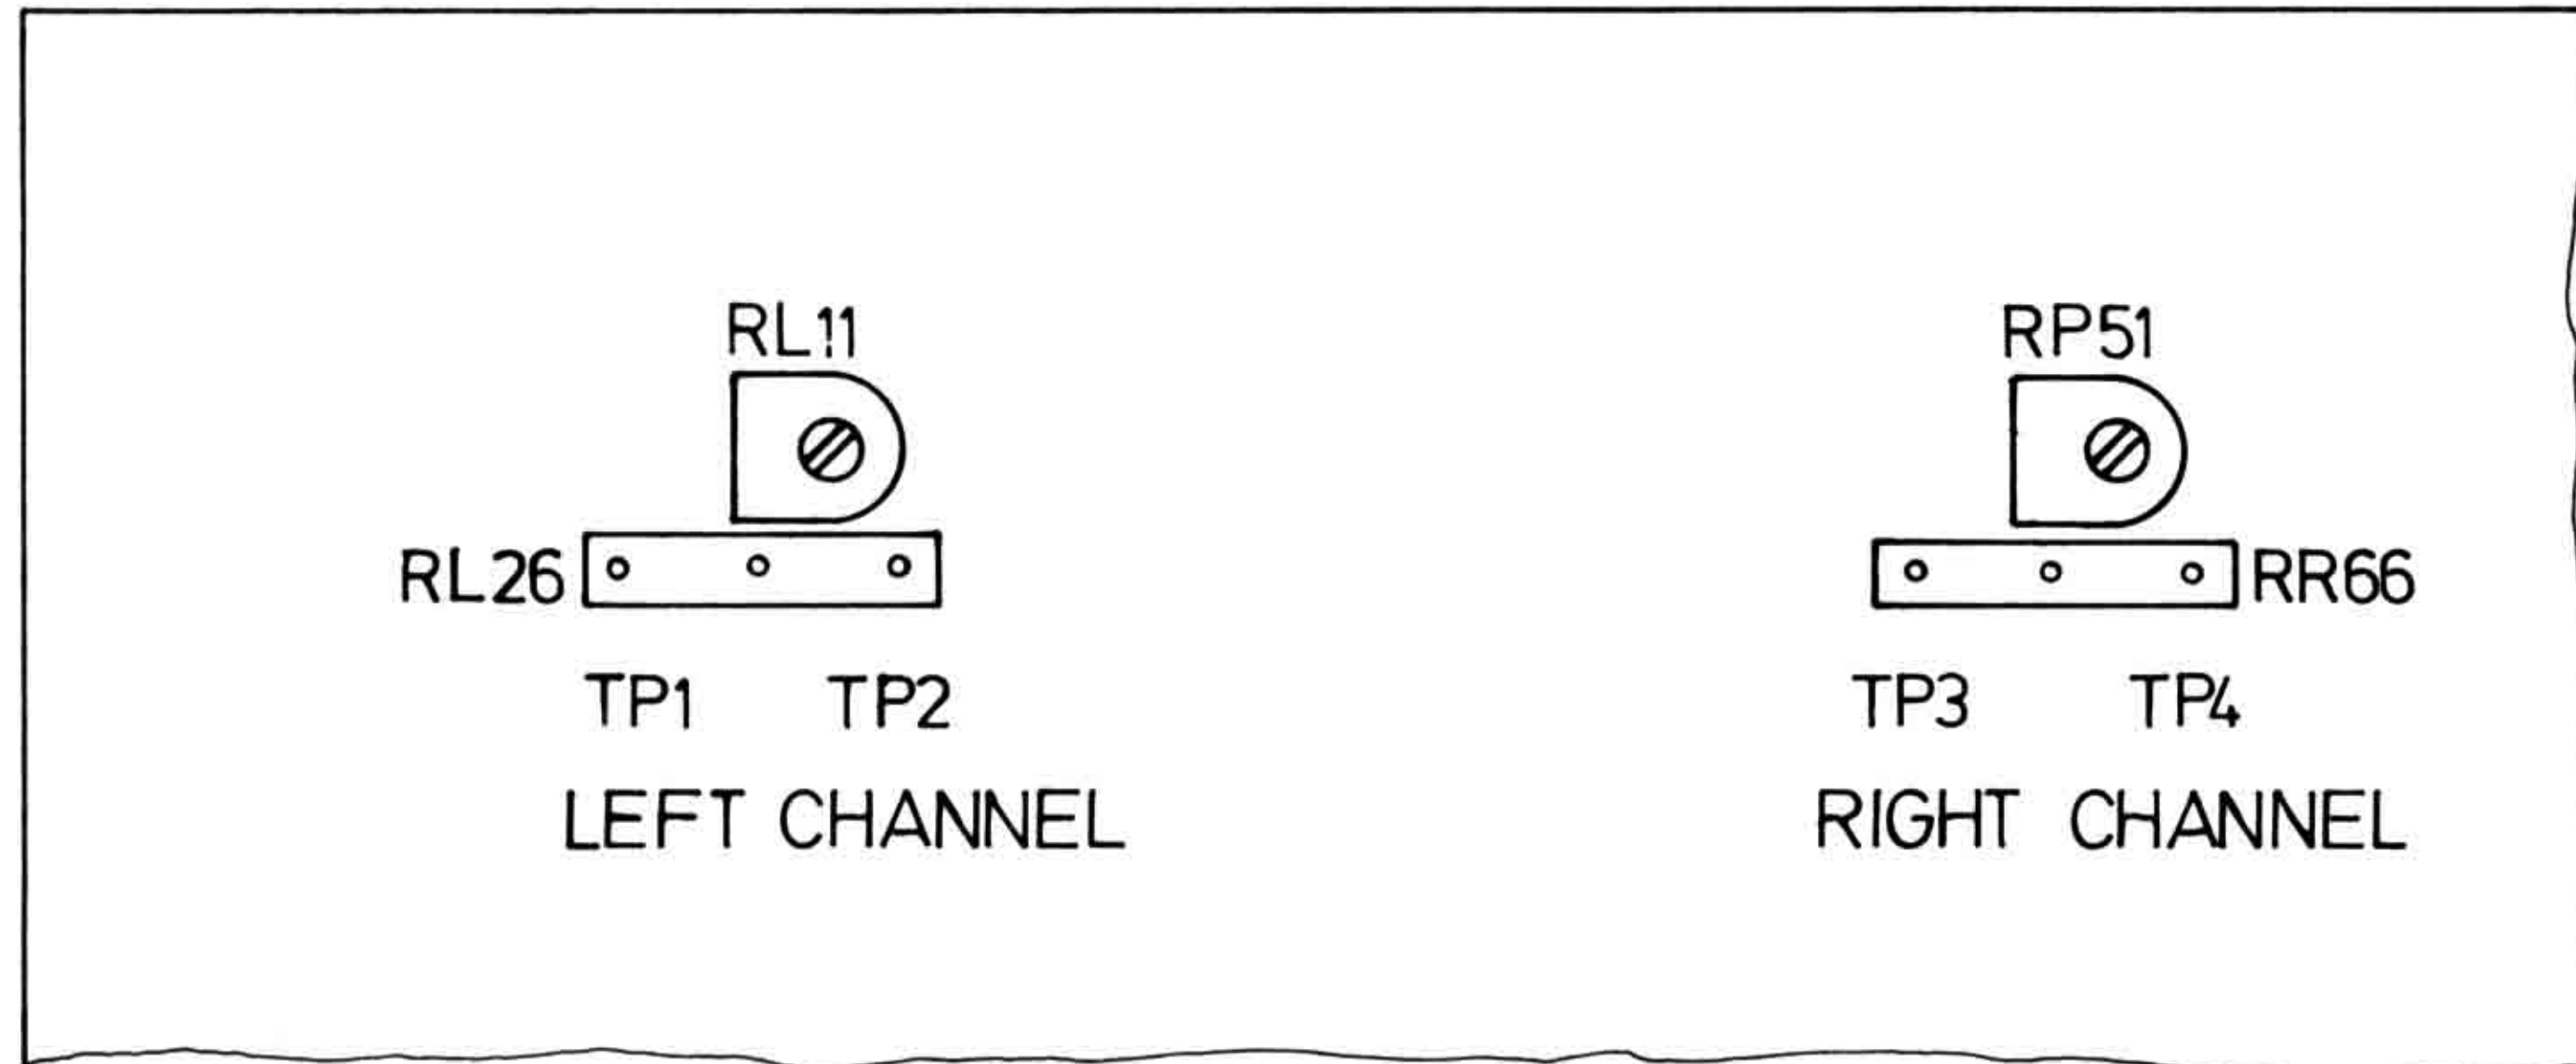 RL11
RP51
RL26
RR66
TP1 TP2
TP3 TP4
LEFT CHANNEL
RIGHT CHANNEL